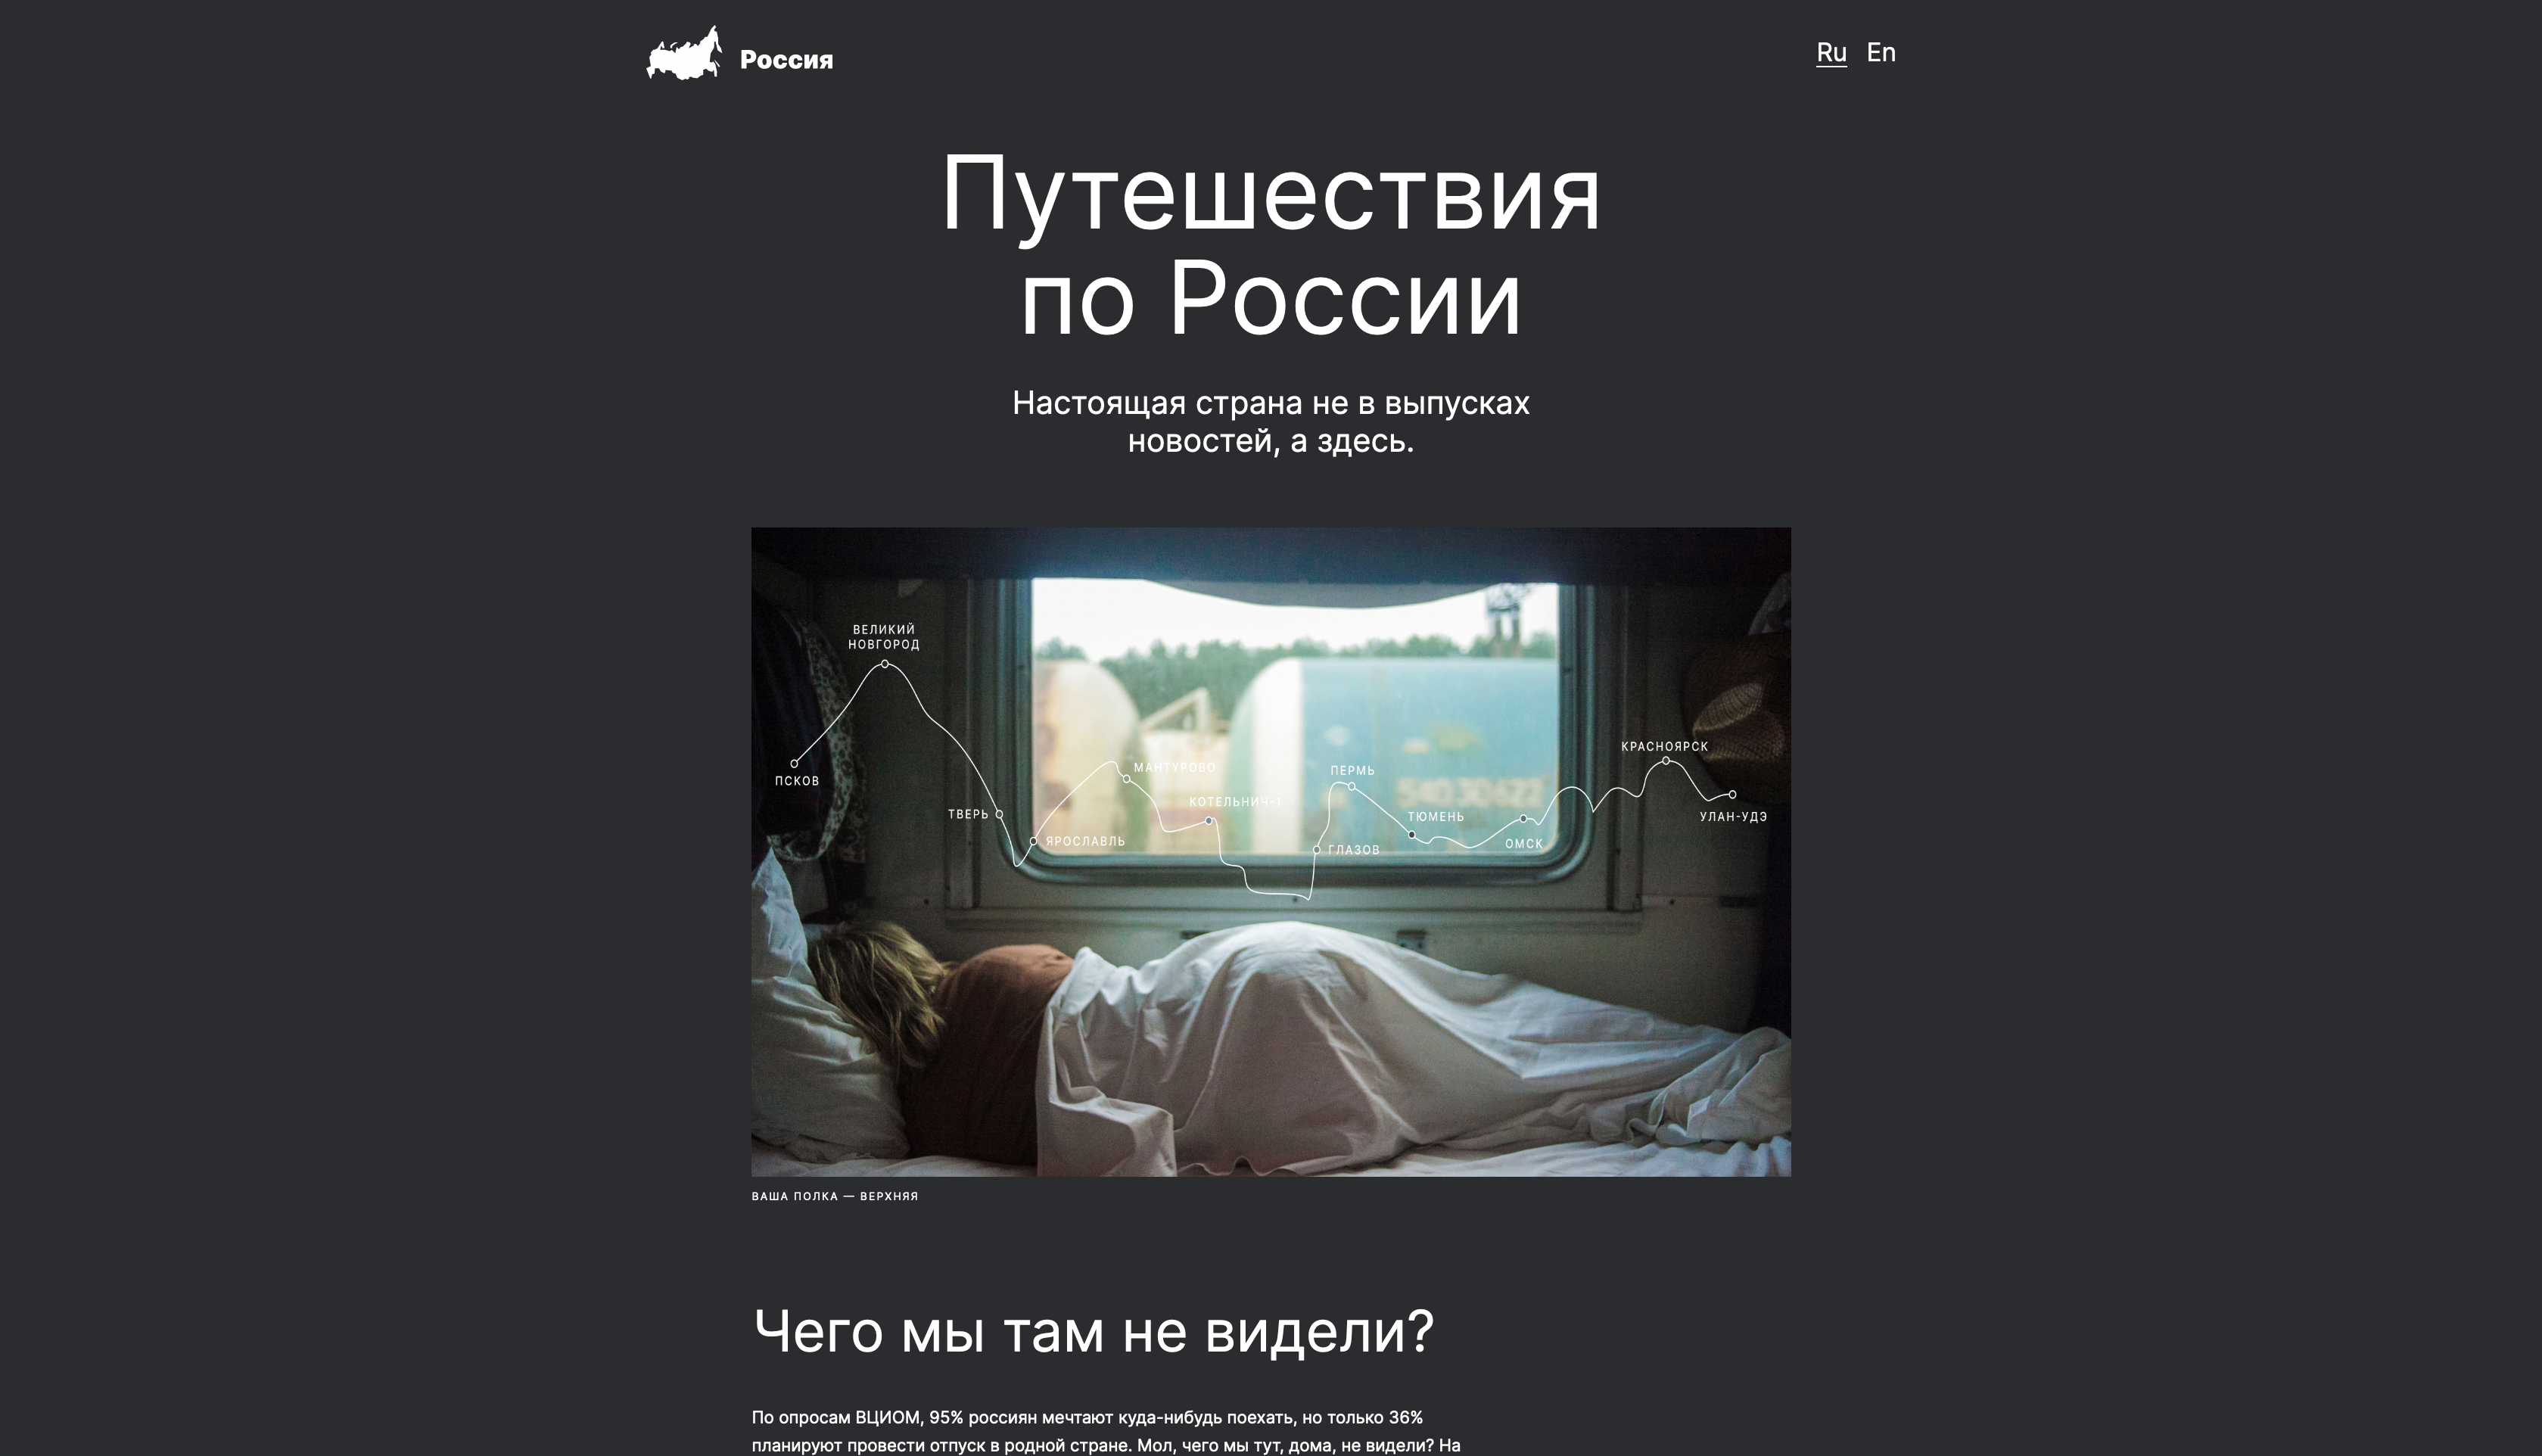 Россия
Ru En
Путешествия
по России
Настоящая страна не в выпусках
новостей, а здесь.
ВЕЛИКИЙ
НОВГОРОД
ПСКОВ
ТВЕРЬ
ЯРОСЛАВЛЬ
МАНТУРОВО
КОТЕЛЬНИЧ-1
ГЛАЗОВ
ПЕРМЬ
ТЮМЕНЬ
ОМСК
КРАСНОЯРСК
УЛАН-УДЭ
54030622
ВАША ПОЛКА — ВЕРХНЯЯ
Чего мы там не видели?
По опросам ВЦИОМ, 95% россиян мечтают куда-нибудь поехать, но только 36%
планируют провести отпуск в родной стране. Мол, чего мы тут, дома, не видели? На